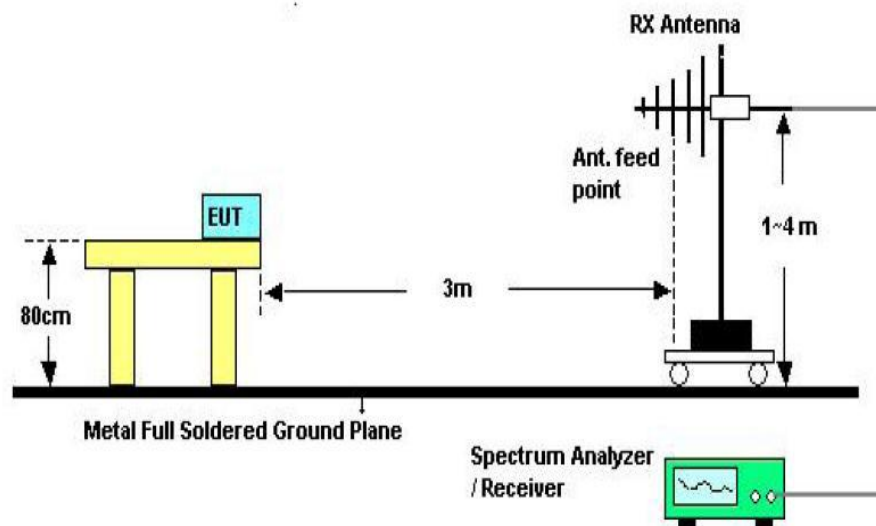 RX Antenna
Ant. feed
point
EUT
1~4 m
3m
80cm
Metal Full Soldered Ground Plane
Spectrum Analyzer
/ Receiver